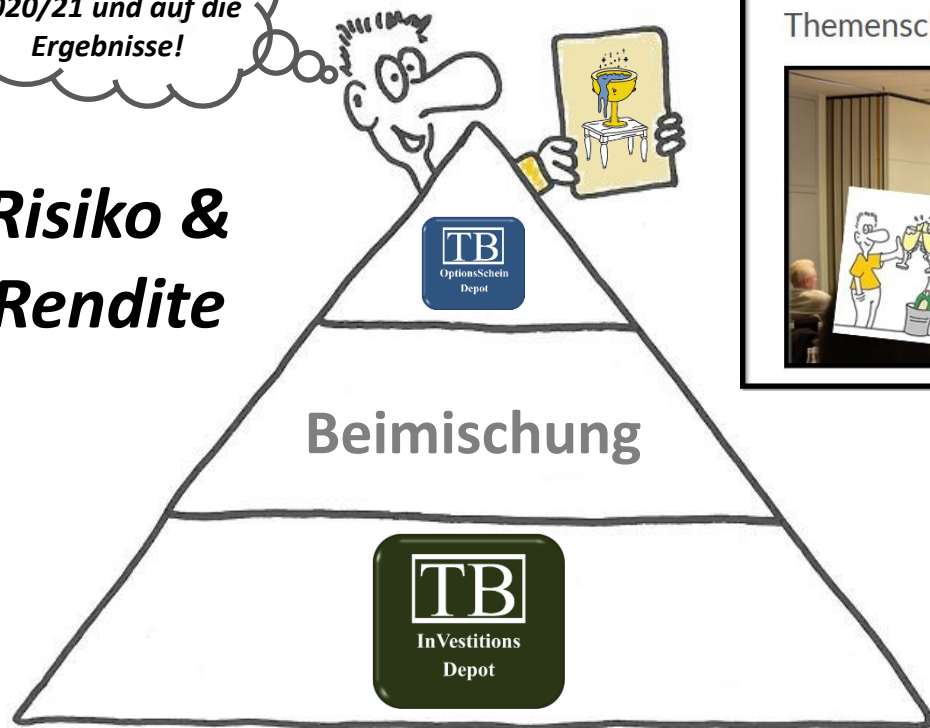 020/21 und auf die
Ergebnisse!
Themensc
Risiko &
Rendite
TB
OptionsSchein
Depot
Beimischung
TB
InVestitions
Depot